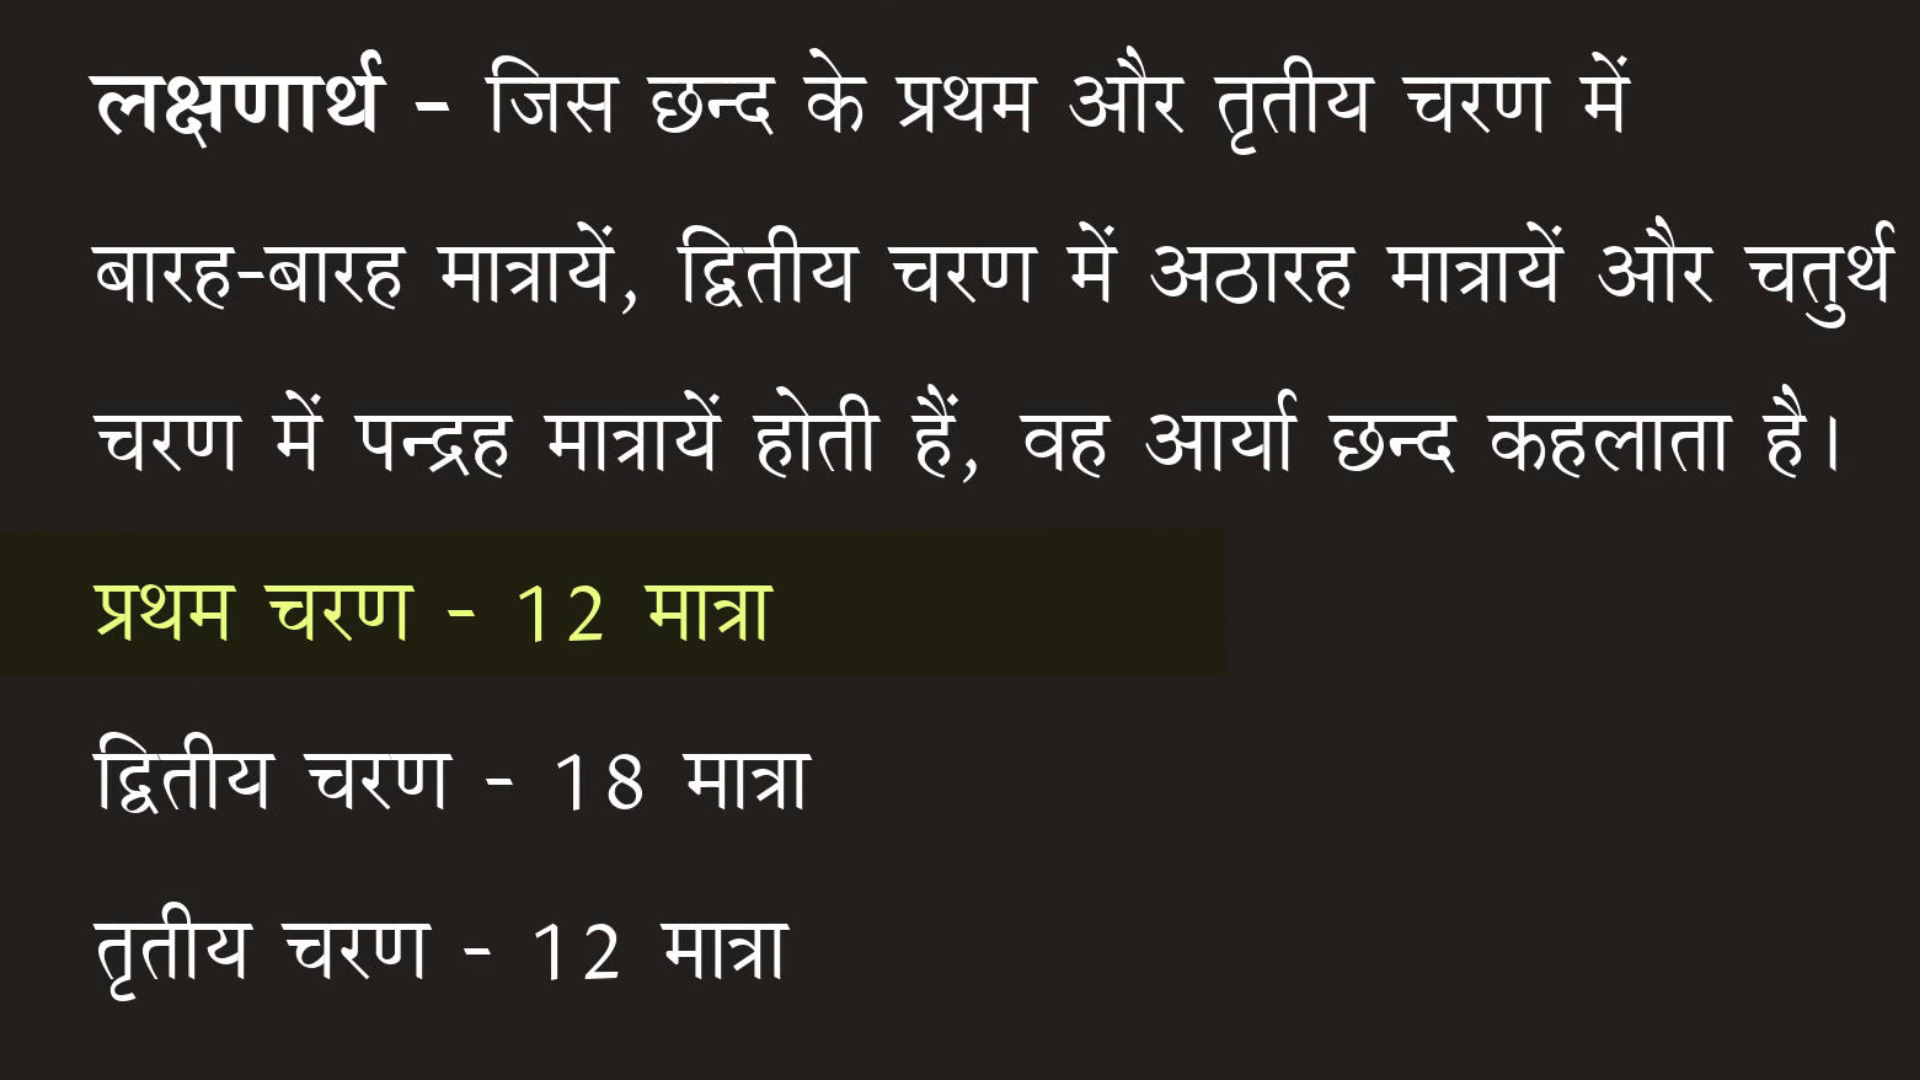 लक्षणार्थ - जिस छन्द के प्रथम और तृतीय चरण में
बारह-बारह मात्रायें, द्वितीय चरण में अठारह मात्रायें और चतुर्थ
चरण में पन्द्रह मात्रायें होती हैं, वह आर्या छन्द कहलाता है।
प्रथम चरण - 12 मात्रा
द्वितीय चरण - 18 मात्रा
तृतीय चरण - 12 मात्रा